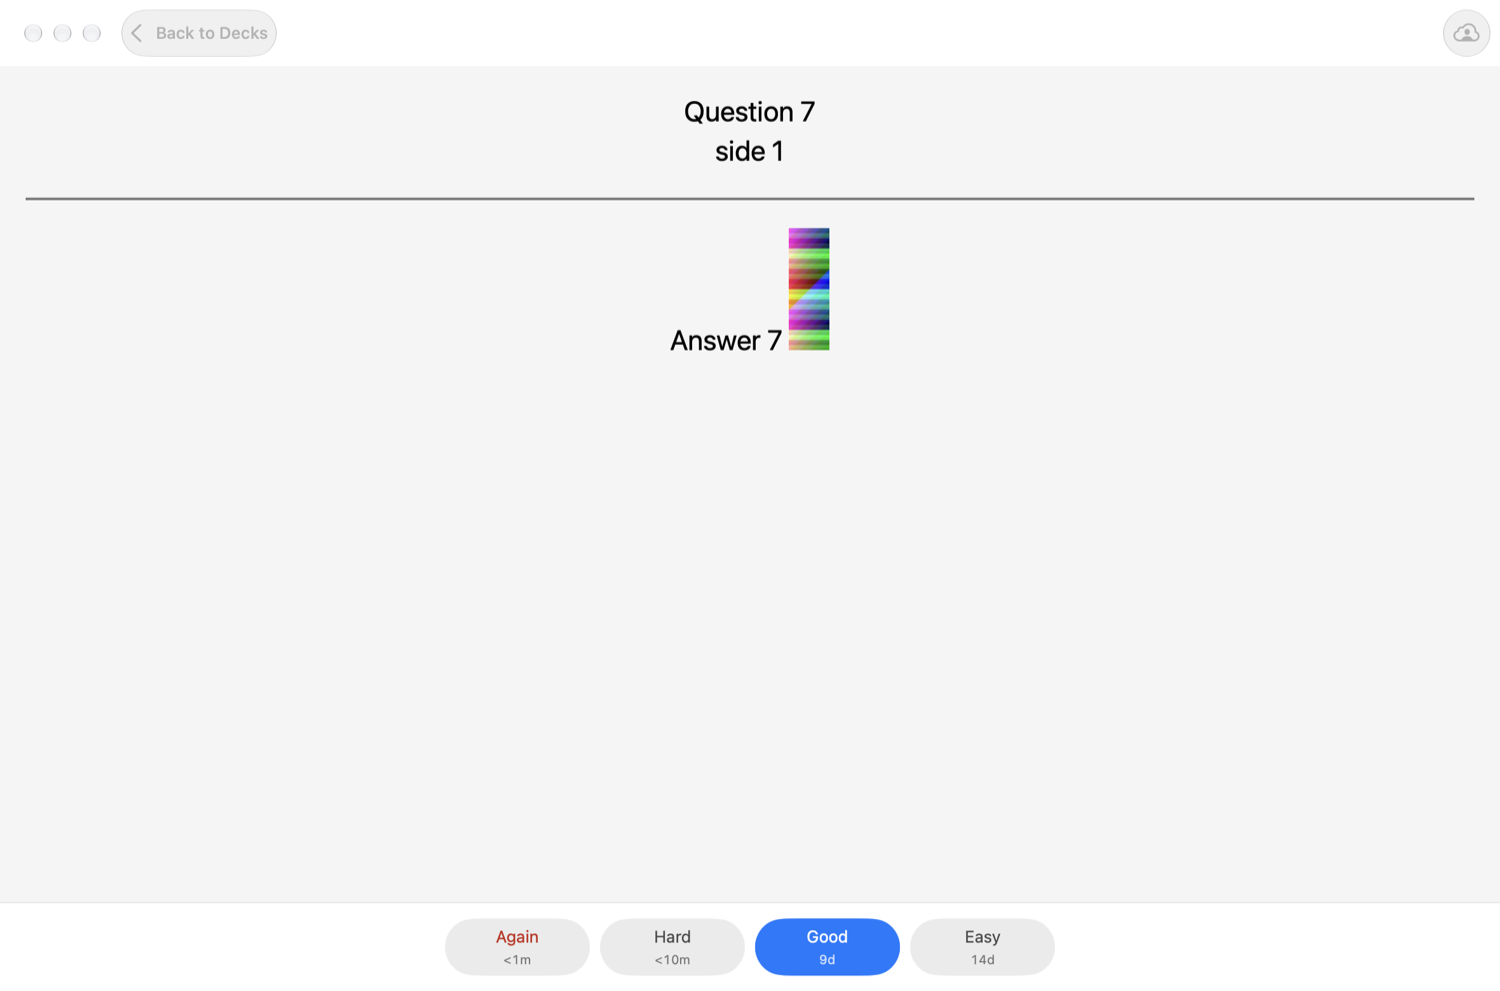 Back to Decks
Question 7
side 1
Answer 7
Again
<1m
Hard
<10m
Good
9d
Easy
14d